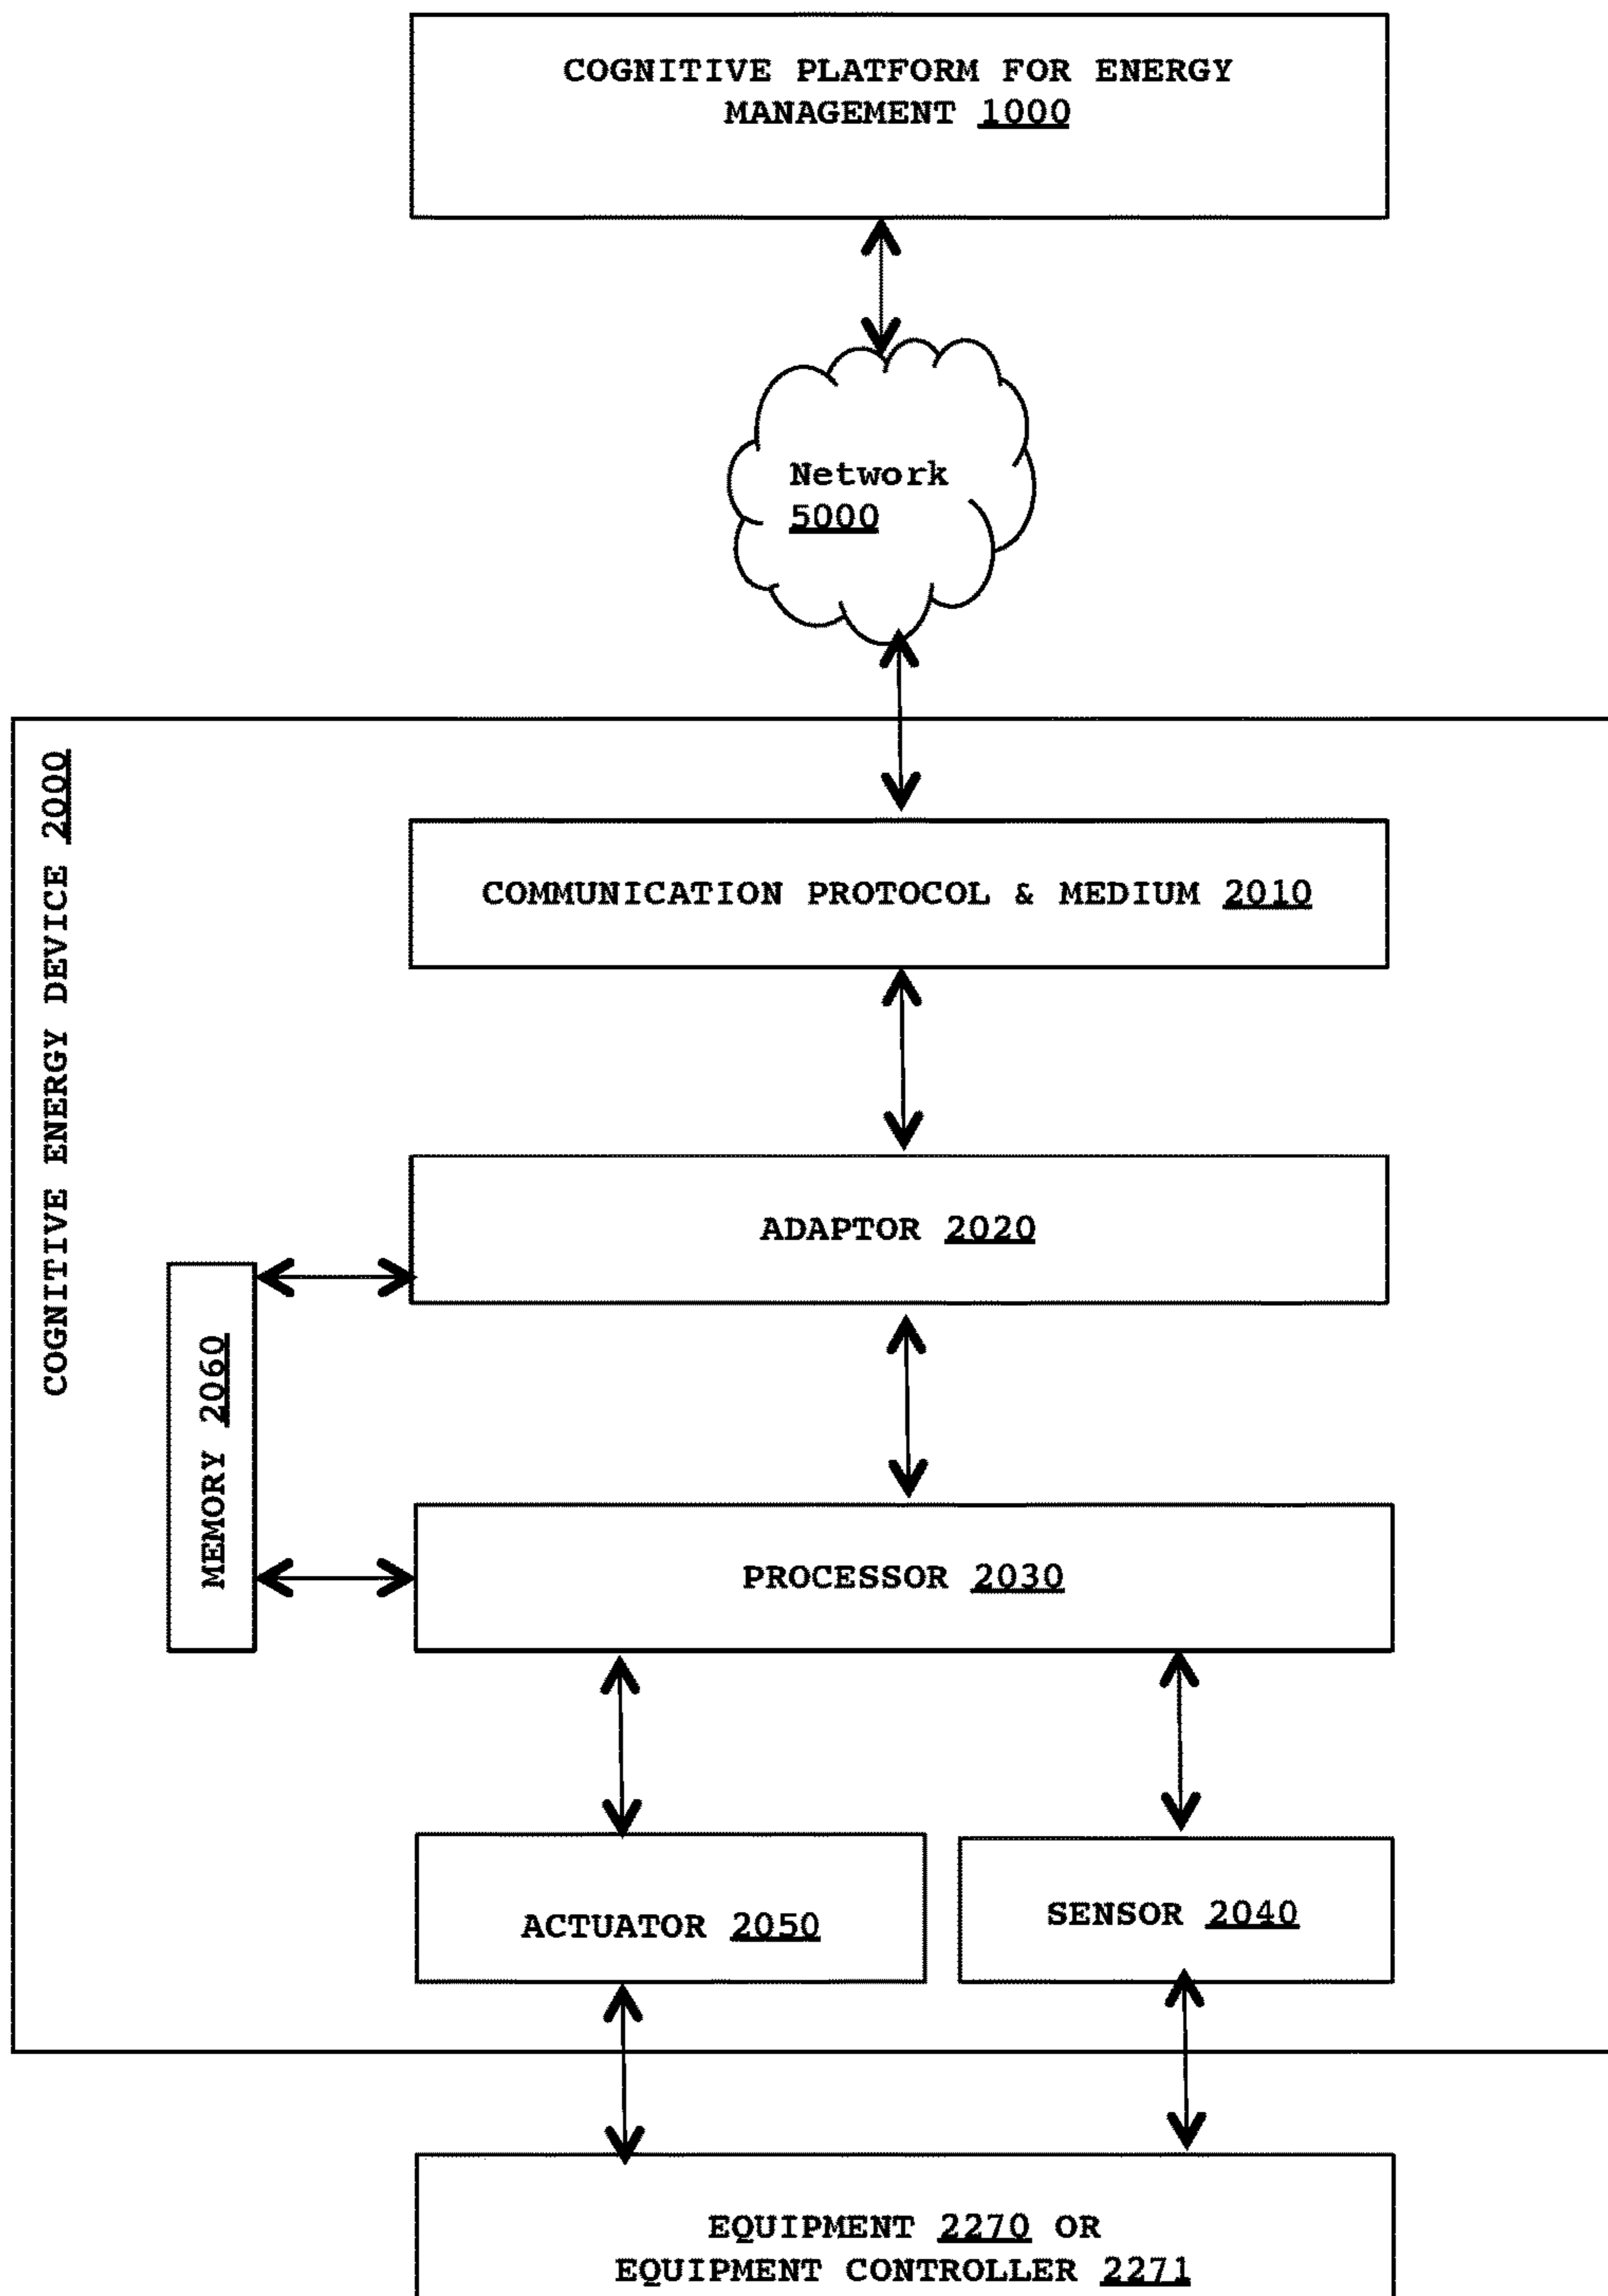 COGNITIVE PLATFORM FOR ENERGY
MANAGEMENT 1000
Network
5000
COGNITIVE ENERGY DEVICE 2000
COMMUNICATION PROTOCOL & MEDIUM 2010
ADAPTOR 2020
MEMORY 2060
PROCESSOR 2030
ACTUATOR 2050
SENSOR 2040
EQUIPMENT 2270 OR
EQUIPMENT CONTROLLER 2271